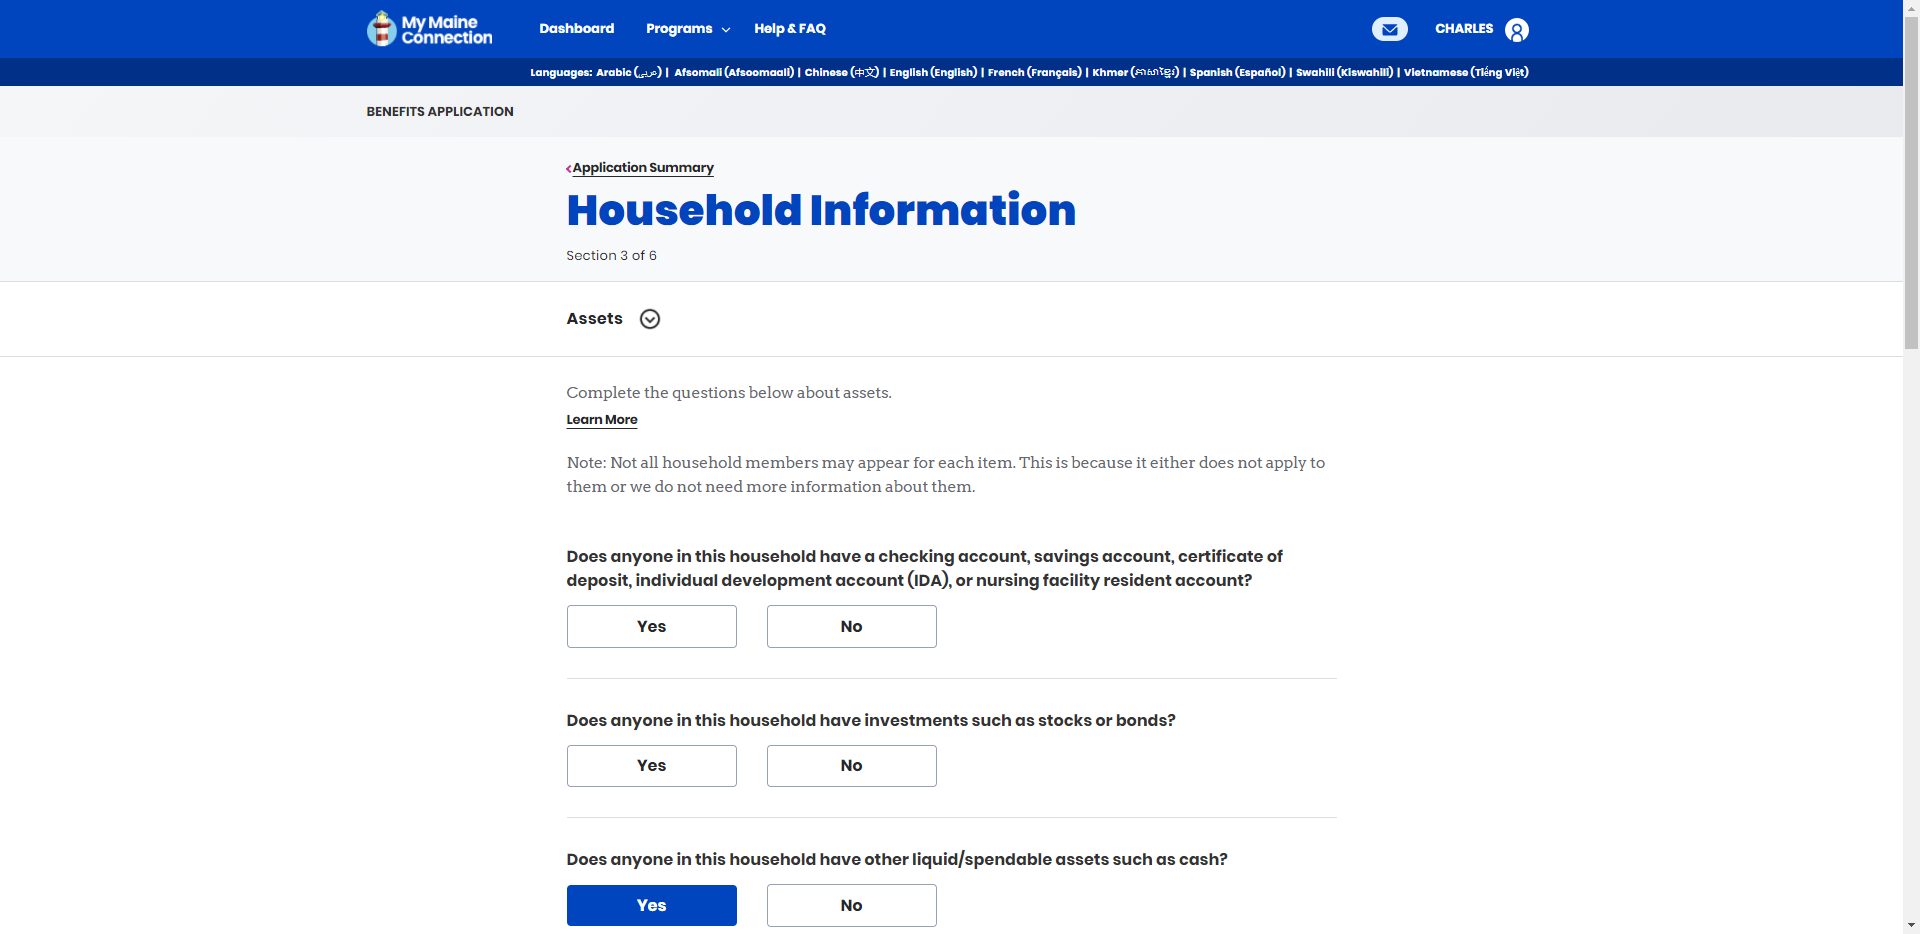 My Maine Connection
Dashboard
Programs
Help & FAQ
CHARLES
Languages: Arabic (عربى) | Afsomali (Afsoomaali) | Chinese (中文) | English (English) | French (Français) | Khmer (ភាសាខ្មែរ) | Spanish (Español) | Swahili (Kiswahili) | Vietnamese (Tiếng Việt)
BENEFITS APPLICATION
Application Summary
Household Information
Section 3 of 6
Assets
Complete the questions below about assets.
Learn More
Note: Not all household members may appear for each item. This is because it either does not apply to
them or we do not need more information about them.
Does anyone in this household have a checking account, savings account, certificate of
deposit, individual development account (IDA), or nursing facility resident account?
Yes
No
Does anyone in this household have investments such as stocks or bonds?
Yes
No
Does anyone in this household have other liquid/spendable assets such as cash?
Yes
No